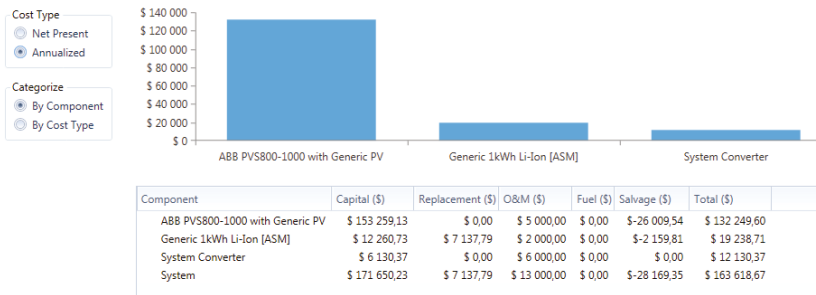 Cost Type
Net Present
Annualized
Categorize
By Component
By Cost Type
$ 140 000
$ 120 000
$ 100 000
$ 80 000
$ 60 000
$ 40 000
$ 20 000
$ 0
ABB PVS800-1000 with Generic PV Generic 1kWh Li-Ion [ASM] System Converter
Component Capital ($) Replacement ($) O&M ($) Fuel ($) Salvage ($) Total ($)
ABB PVS800-1000 with Generic PV $ 153 259,13 $ 0,00 $ 5 000,00 $ 0,00 $-26 009,54 $ 132 249,60
Generic 1kWh Li-Ion [ASM] $ 12 260,73 $ 7 137,79 $ 2 000,00 $ 0,00 $-2 159,81 $ 19 238,71
System Converter $ 6 130,37 $ 0,00 $ 6 000,00 $ 0,00 $ 0,00 $ 12 130,37
System $ 171 650,23 $ 7 137,79 $ 13 000,00 $ 0,00 $-28 169,35 $ 163 618,67